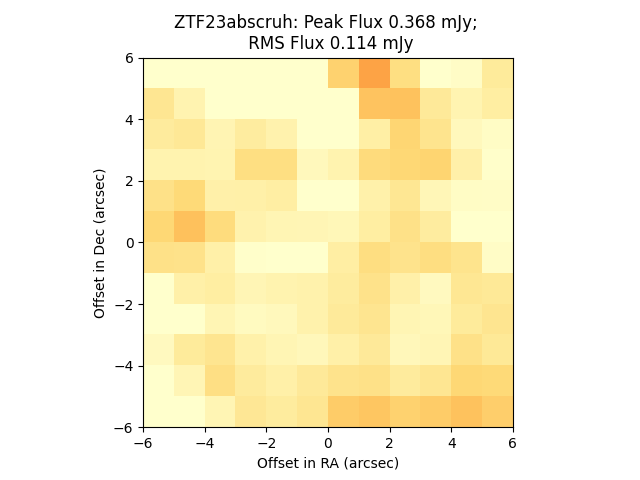 ZTF23abscruh: Peak Flux 0.368 mJy;
RMS Flux 0.114 mJy
6
4
2
0
−2
−4
−6
Offset in Dec (arcsec)
−6 −4 −2 0 2 4 6
Offset in RA (arcsec)